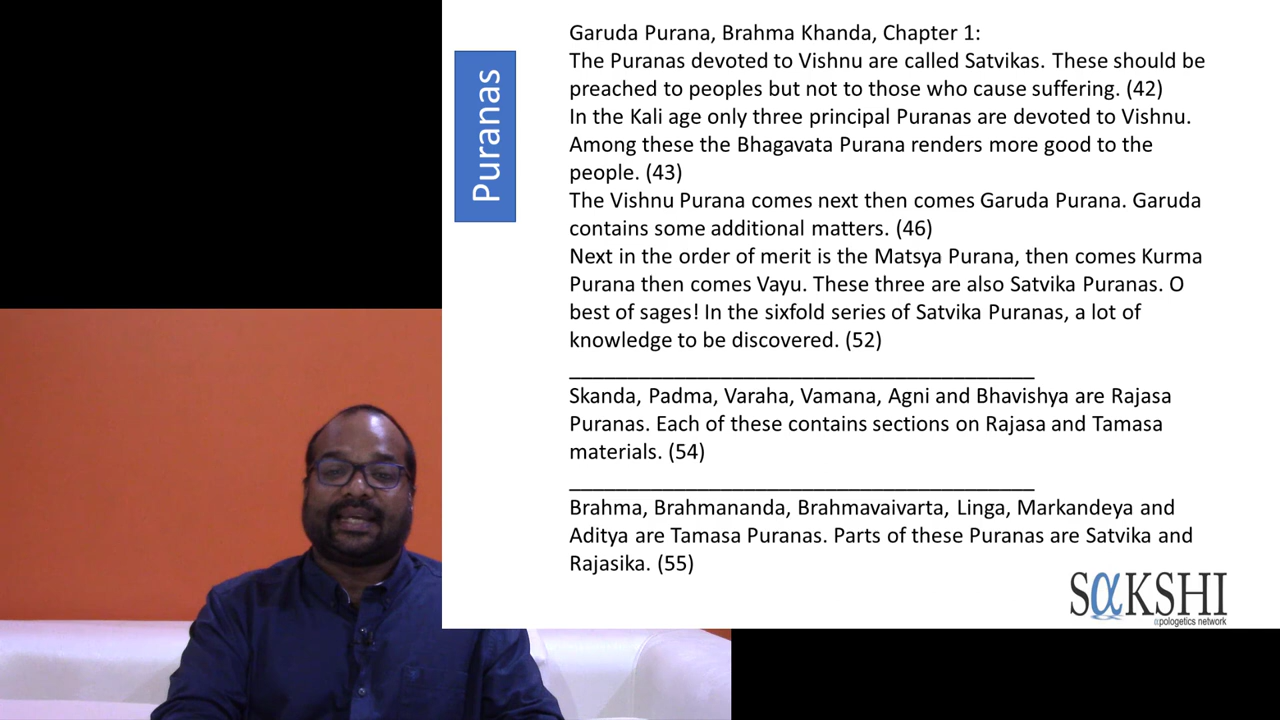 Puranas
Garuda Purana, Brahma Khanda, Chapter 1:
The Puranas devoted to Vishnu are called Satvikas. These should be
preached to peoples but not to those who cause suffering. (42)
In the Kali age only three principal Puranas are devoted to Vishnu.
Among these the Bhagavata Purana renders more good to the
people. (43)
The Vishnu Purana comes next then comes Garuda Purana. Garuda
contains some additional matters. (46)
Next in the order of merit is the Matsya Purana, then comes Kurma
Purana then comes Vayu. These three are also Satvika Puranas. O
best of sages! In the sixfold series of Satvika Puranas, a lot of
knowledge to be discovered. (52)
Skanda, Padma, Varaha, Vamana, Agni and Bhavishya are Rajasa
Puranas. Each of these contains sections on Rajasa and Tamasa
materials. (54)
Brahma, Brahmananda, Brahmavaivarta, Linga, Markandeya and
Aditya are Tamasa Puranas. Parts of these Puranas are Satvika and
Rajasika. (55)
SαKSHI
αpologetics network